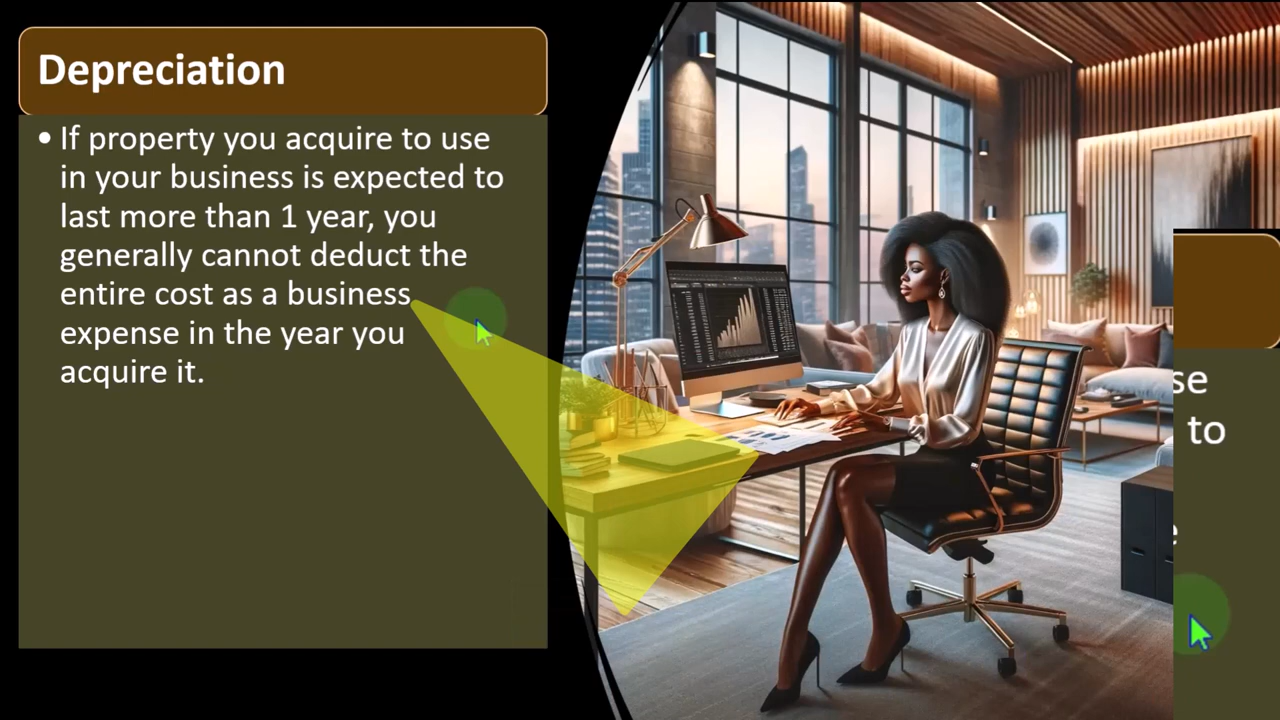 Depreciation
• If property you acquire to use
in your business is expected to
last more than 1 year, you
generally cannot deduct the
entire cost as a business
expense in the year you
acquire it.
se
to
e